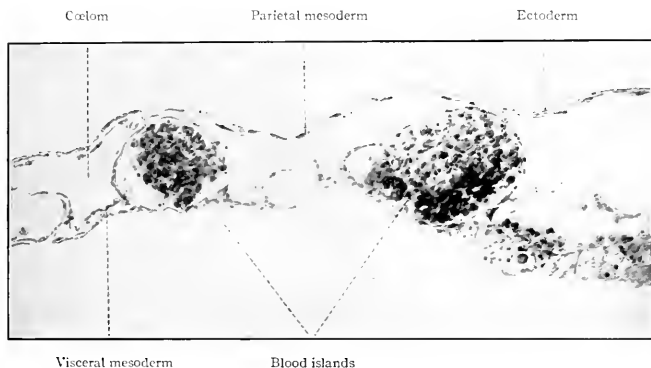 Cœlom
Parietal mesoderm
Ectoderm
Visceral mesoderm
Blood islands